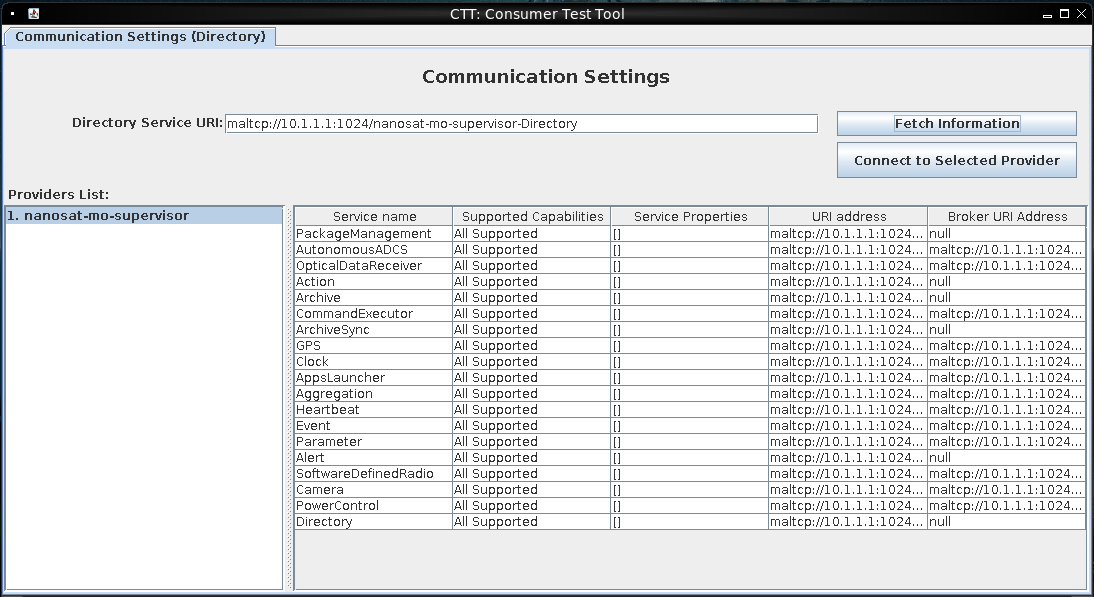 CTT: Consumer Test Tool
Communication Settings (Directory)
Communication Settings
Directory Service URI: maltcp://10.1.1.1:1024/nanosat-mo-supervisor-Directory
Fetch Information
Connect to Selected Provider
Providers List:
1. nanosat-mo-supervisor
Service name Supported Capabilities Service Properties URI address Broker URI Address
PackageManagement All Supported [] maltcp://10.1.1.1:1024... null
AutonomousADCS All Supported [] maltcp://10.1.1.1:1024... maltcp://10.1.1.1:1024...
OpticalDataReceiver All Supported [] maltcp://10.1.1.1:1024... maltcp://10.1.1.1:1024...
Action All Supported [] maltcp://10.1.1.1:1024... null
Archive All Supported [] maltcp://10.1.1.1:1024... null
CommandExecutor All Supported [] maltcp://10.1.1.1:1024... maltcp://10.1.1.1:1024...
ArchiveSync All Supported [] maltcp://10.1.1.1:1024... null
GPS All Supported [] maltcp://10.1.1.1:1024... maltcp://10.1.1.1:1024...
Clock All Supported [] maltcp://10.1.1.1:1024... maltcp://10.1.1.1:1024...
AppsLauncher All Supported [] maltcp://10.1.1.1:1024... maltcp://10.1.1.1:1024...
Aggregation All Supported [] maltcp://10.1.1.1:1024... maltcp://10.1.1.1:1024...
Heartbeat All Supported [] maltcp://10.1.1.1:1024... maltcp://10.1.1.1:1024...
Event All Supported [] maltcp://10.1.1.1:1024... maltcp://10.1.1.1:1024...
Parameter All Supported [] maltcp://10.1.1.1:1024... maltcp://10.1.1.1:1024...
Alert All Supported [] maltcp://10.1.1.1:1024... null
SoftwareDefinedRadio All Supported [] maltcp://10.1.1.1:1024... maltcp://10.1.1.1:1024...
Camera All Supported [] maltcp://10.1.1.1:1024... maltcp://10.1.1.1:1024...
PowerControl All Supported [] maltcp://10.1.1.1:1024... maltcp://10.1.1.1:1024...
Directory All Supported [] maltcp://10.1.1.1:1024... null